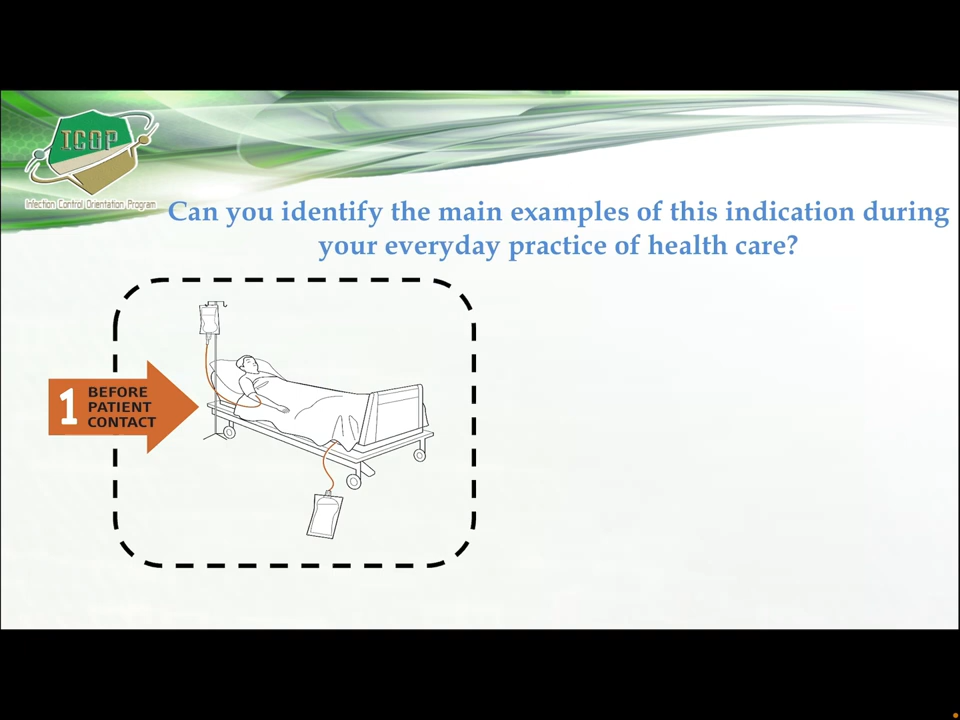 ICOP
Infection Control Orientation Program
Can you identify the main examples of this indication during
your everyday practice of health care?
1
BEFORE
PATIENT
CONTACT